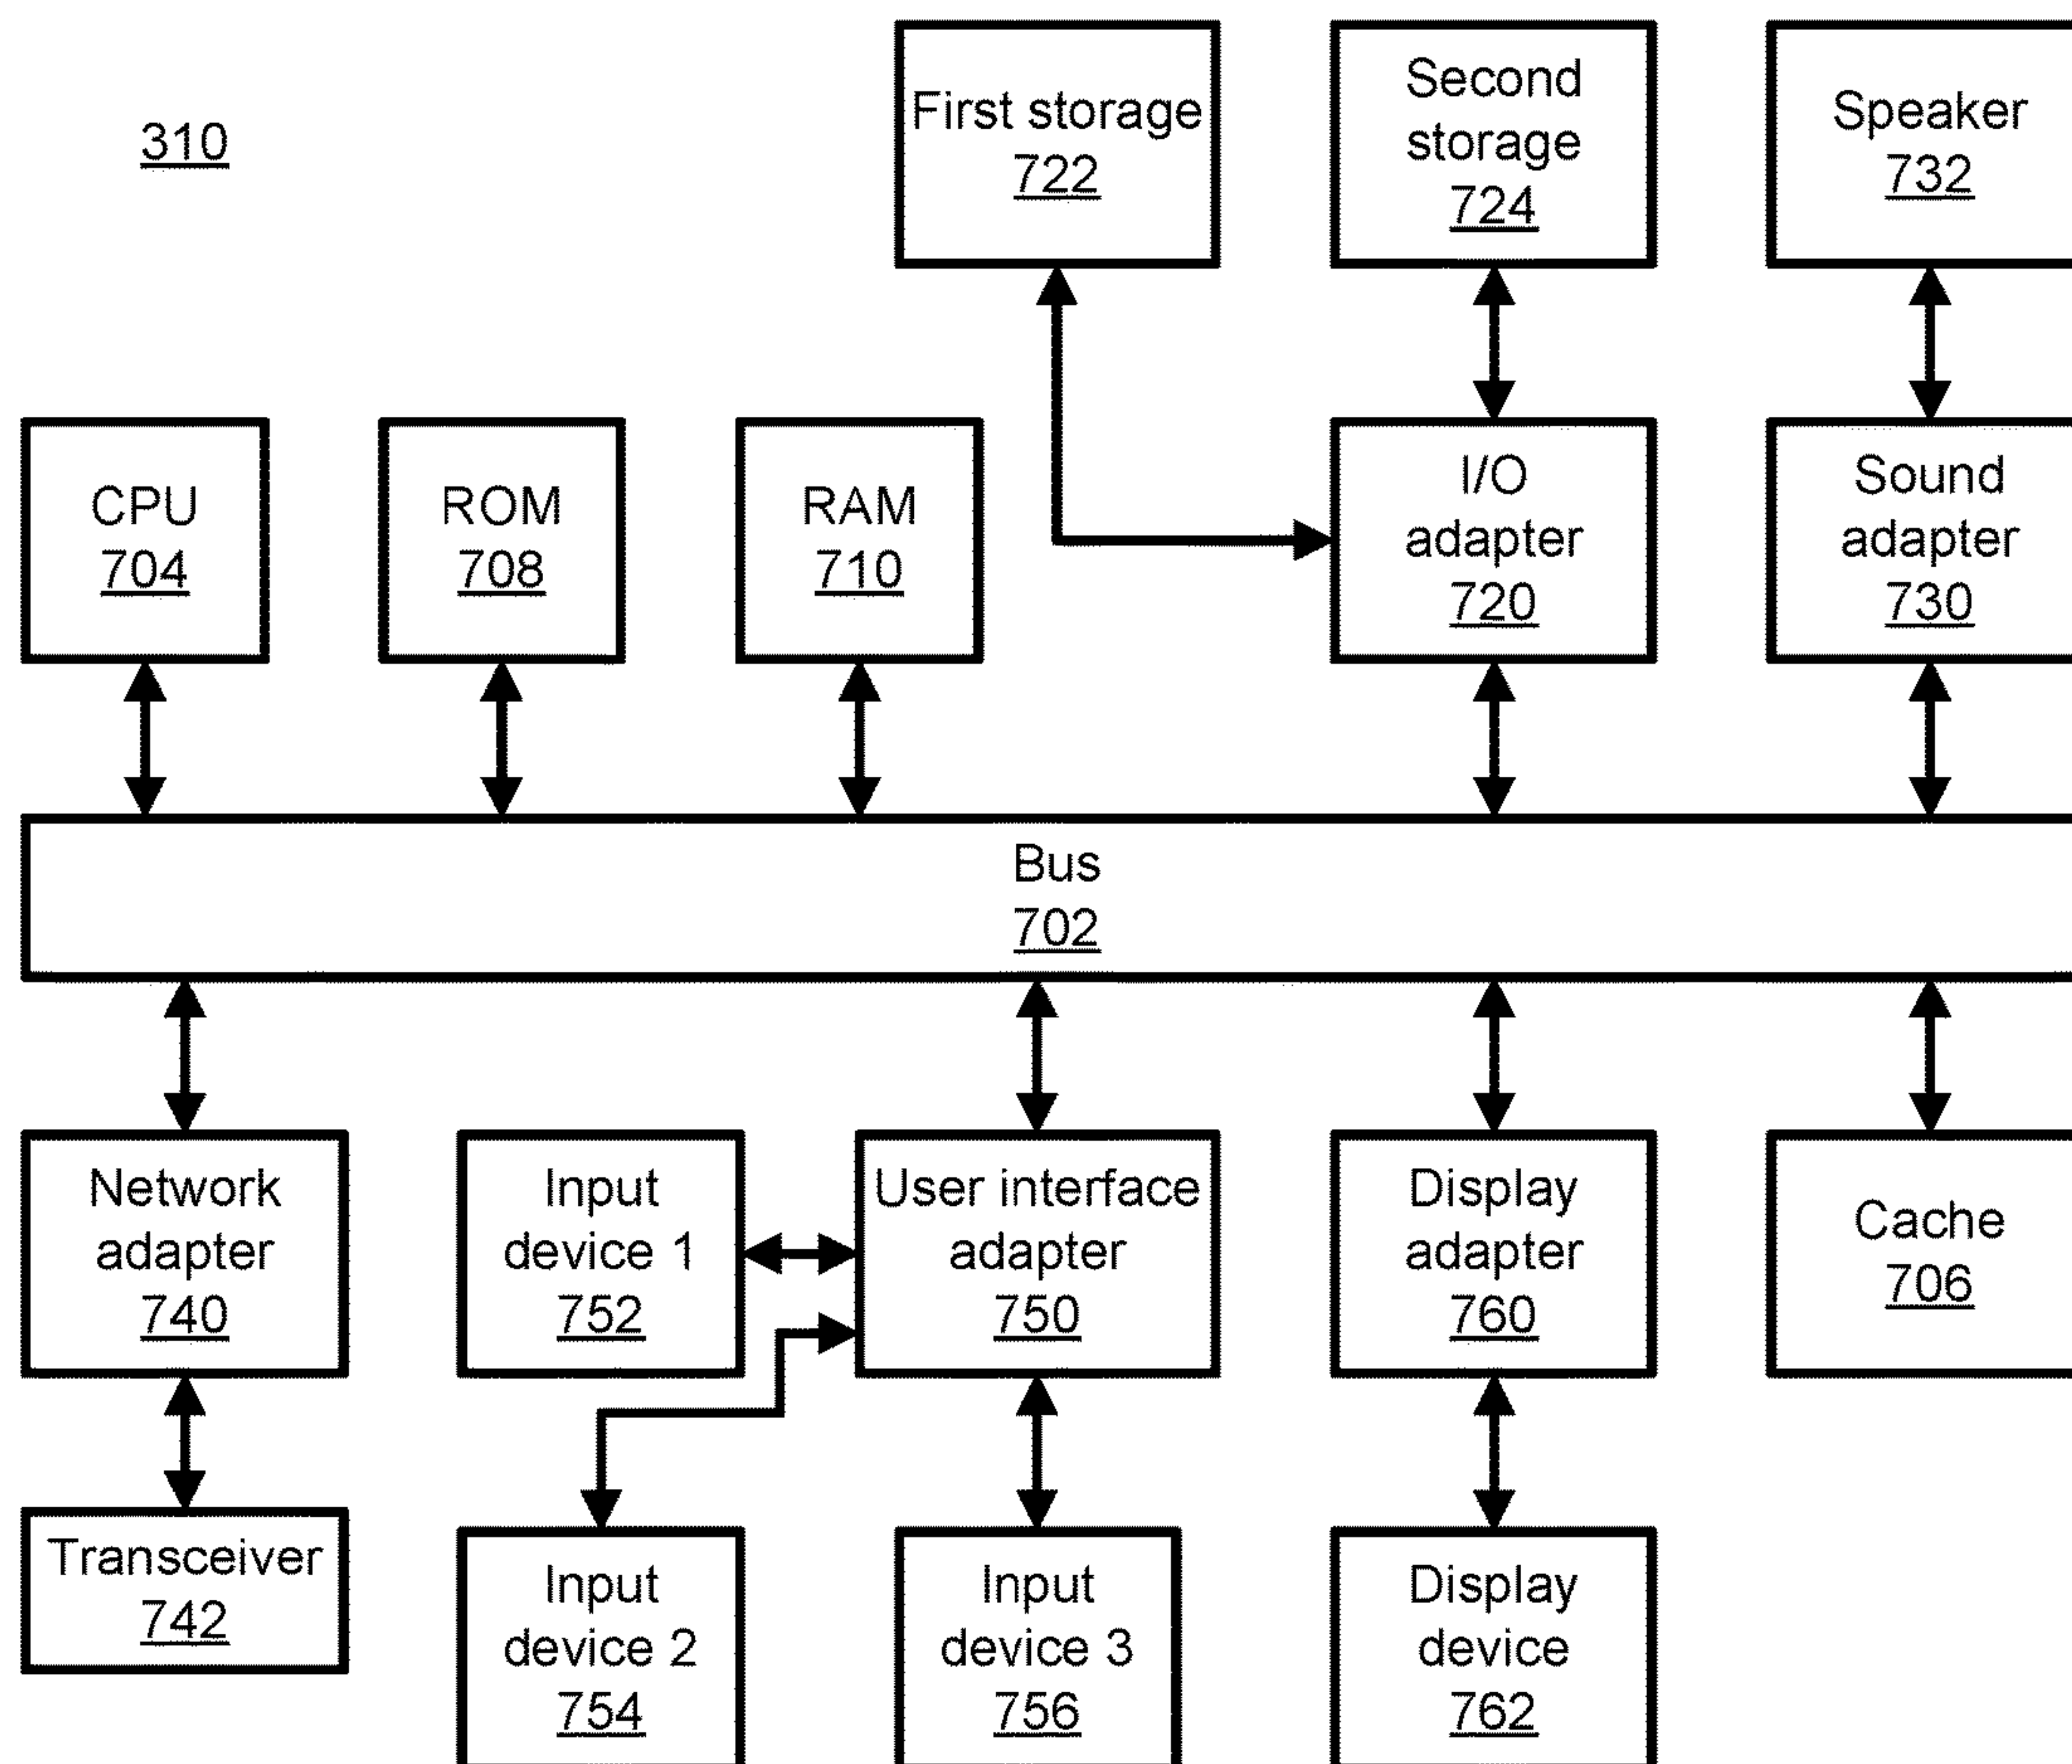 310
First storage
722
Second
storage
724
Speaker
732
CPU
704
ROM
708
RAM
710
I/O
adapter
720
Sound
adapter
730
Bus
702
Network
adapter
740
Input
device 1
752
User interface
adapter
750
Display
adapter
760
Cache
706
Transceiver
742
Input
device 2
754
Input
device 3
756
Display
device
762